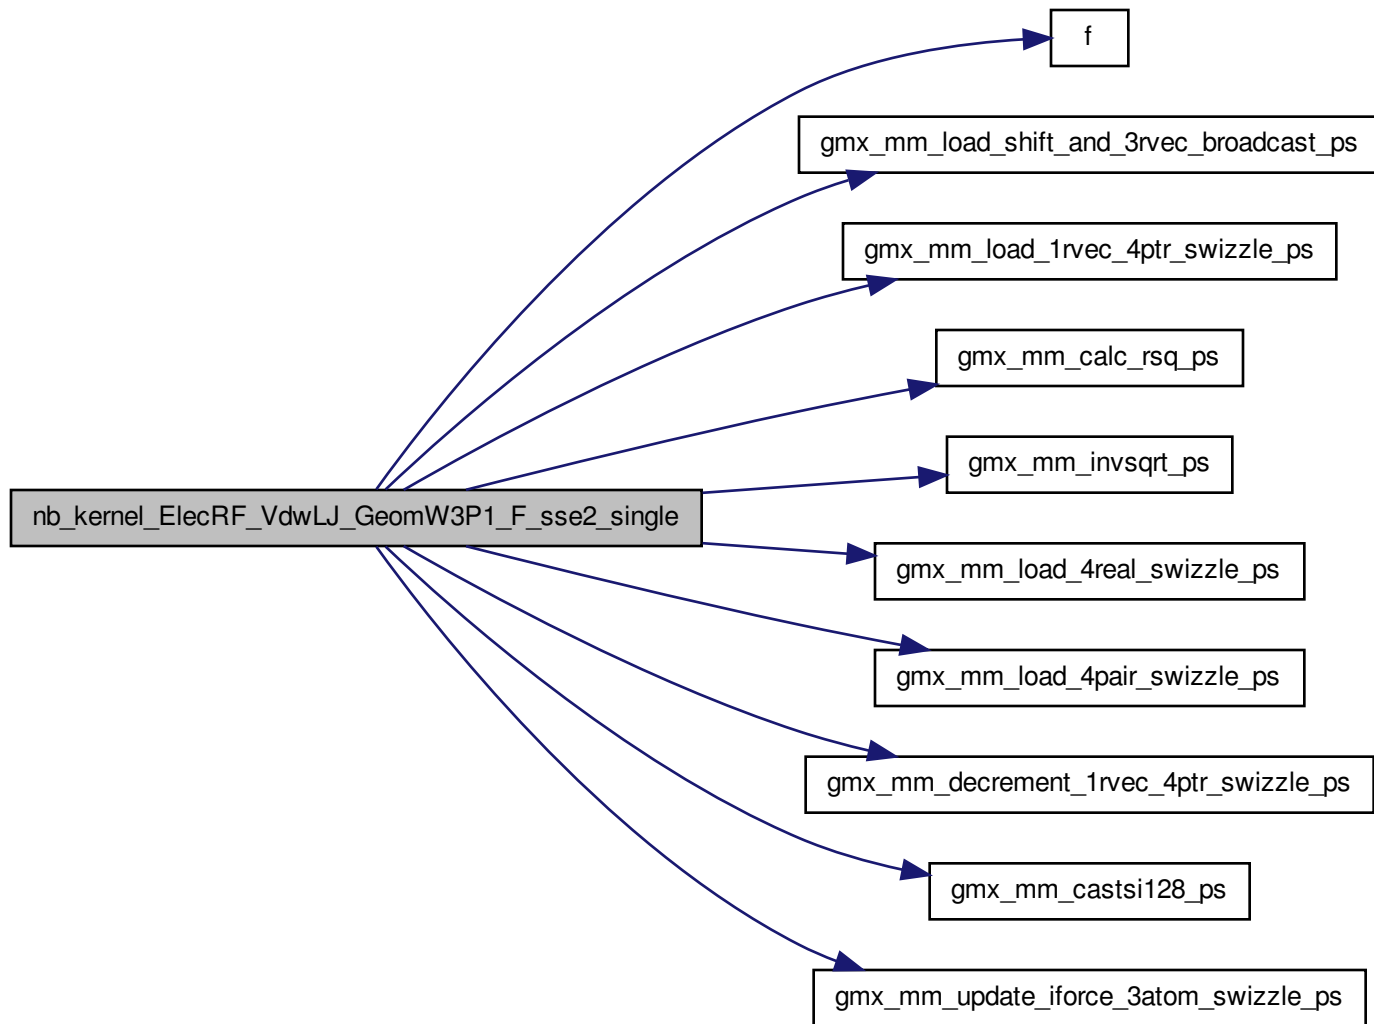 f
gmx_mm_load_shift_and_3rvec_broadcast_ps
gmx_mm_load_1rvec_4ptr_swizzle_ps
gmx_mm_calc_rsq_ps
gmx_mm_invsqrt_ps
nb_kernel_ElecRF_VdwLJ_GeomW3P1_F_sse2_single
gmx_mm_load_4real_swizzle_ps
gmx_mm_load_4pair_swizzle_ps
gmx_mm_decrement_1rvec_4ptr_swizzle_ps
gmx_mm_castsi128_ps
gmx_mm_update_iforce_3atom_swizzle_ps